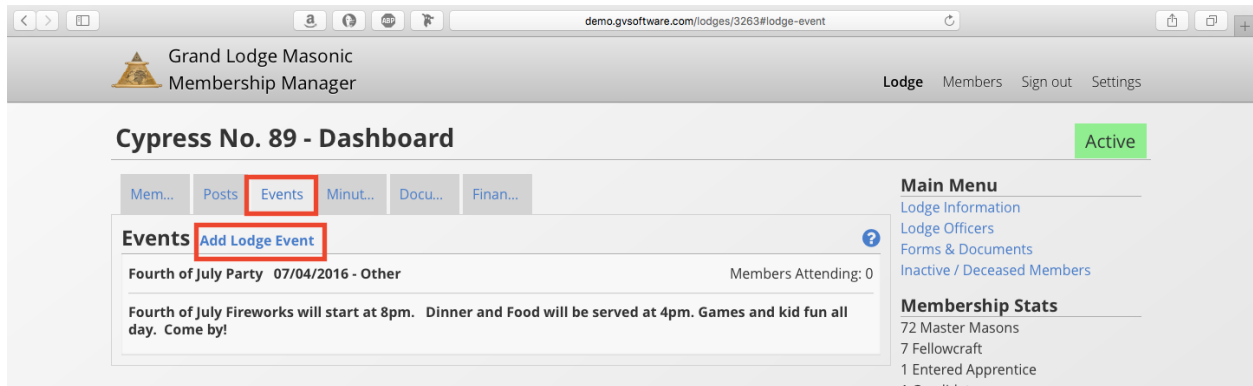 demo.gvsoftware.com/lodges/3263#lodge-event
a
ABP
Grand Lodge Masonic
Membership Manager
Lodge Members Sign out Settings
Cypress No. 89 - Dashboard
Active
Mem... Posts Events Minut... Docu... Finan...
Events Add Lodge Event ?
Fourth of July Party 07/04/2016 - Other Members Attending: 0
Fourth of July Fireworks will start at 8pm. Dinner and Food will be served at 4pm. Games and kid fun all
day. Come by!
Main Menu
Lodge Information
Lodge Officers
Forms & Documents
Inactive / Deceased Members
Membership Stats
72 Master Masons
7 Fellowcraft
1 Entered Apprentice